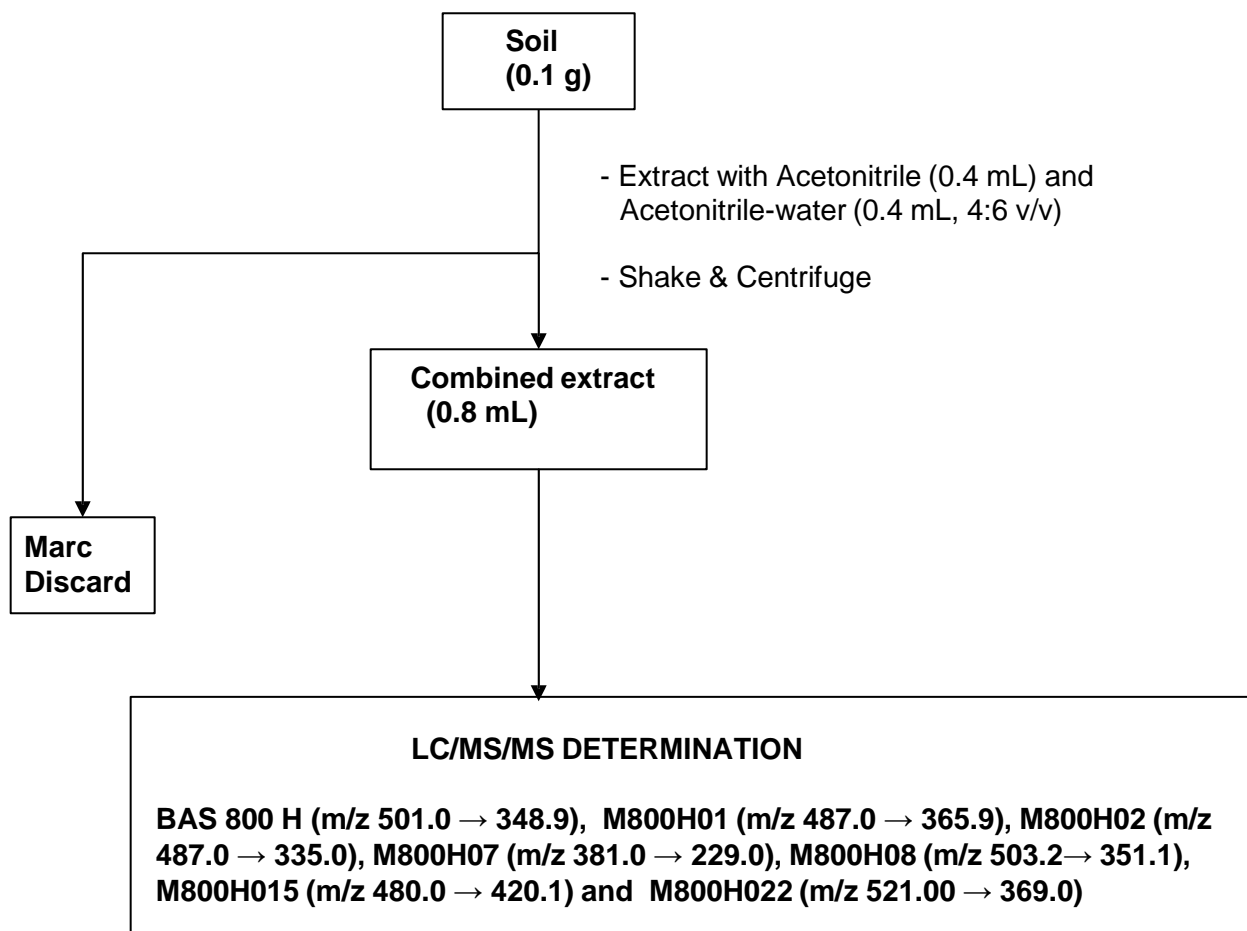 Soil
(0.1 g)
- Extract with Acetonitrile (0.4 mL) and
Acetonitrile-water (0.4 mL, 4:6 v/v)
- Shake & Centrifuge
Combined extract
(0.8 mL)
Marc
Discard
LC/MS/MS DETERMINATION
BAS 800 H (m/z 501.0 → 348.9), M800H01 (m/z 487.0 → 365.9), M800H02 (m/z
487.0 → 335.0), M800H07 (m/z 381.0 → 229.0), M800H08 (m/z 503.2→ 351.1),
M800H015 (m/z 480.0 → 420.1) and M800H022 (m/z 521.00 → 369.0)